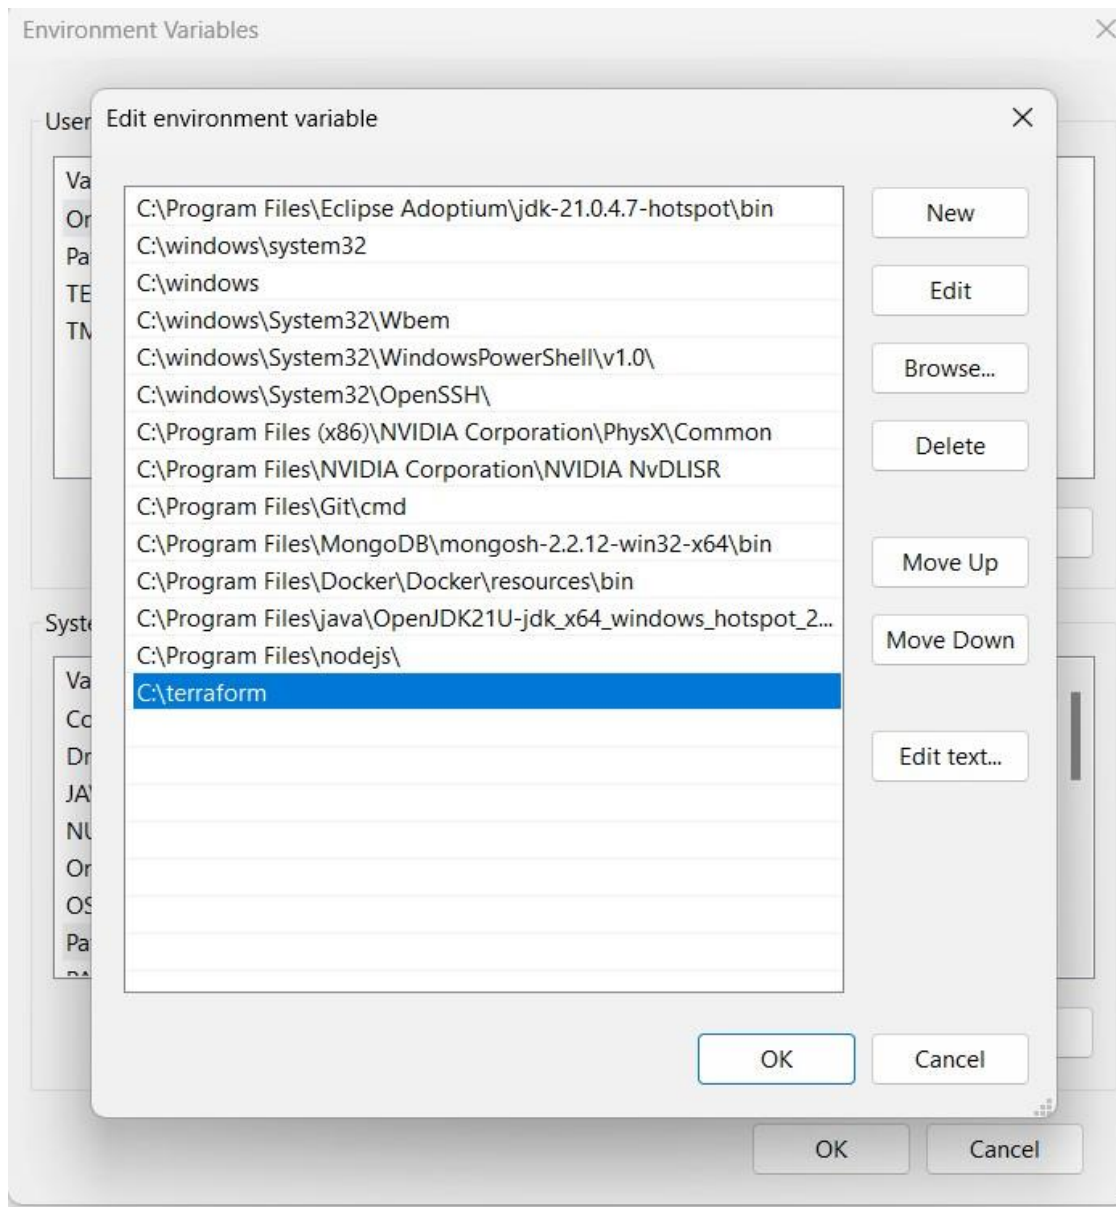 Environment Variables
Edit environment variable
User
Va
Or
Pa
TE
C:\Program Files\Eclipse Adoptium\jdk-21.0.4.7-hotspot\bin
C:\windows\system32
C:\windows
C:\windows\System32\Wbem
C:\windows\System32\WindowsPowerShell\v1.0\
C:\windows\System32\OpenSSH\
C:\Program Files (x86)\NVIDIA Corporation\PhysX\Common
C:\Program Files\NVIDIA Corporation\NVIDIA NvDLISR
C:\Program Files\Git\cmd
C:\Program Files\MongoDB\mongosh-2.2.12-win32-x64\bin
C:\Program Files\Docker\Docker\resources\bin
C:\Program Files\java\OpenJDK21U-jdk_x64_windows_hotspot_2...
C:\Program Files\nodejs\
C:\terraform
New
Edit
Browse...
Delete
Move Up
Move Down
Edit text...
Syste
Va
Co
Dr
JA
Or
OS
Pa
OK
Cancel
OK
Cancel